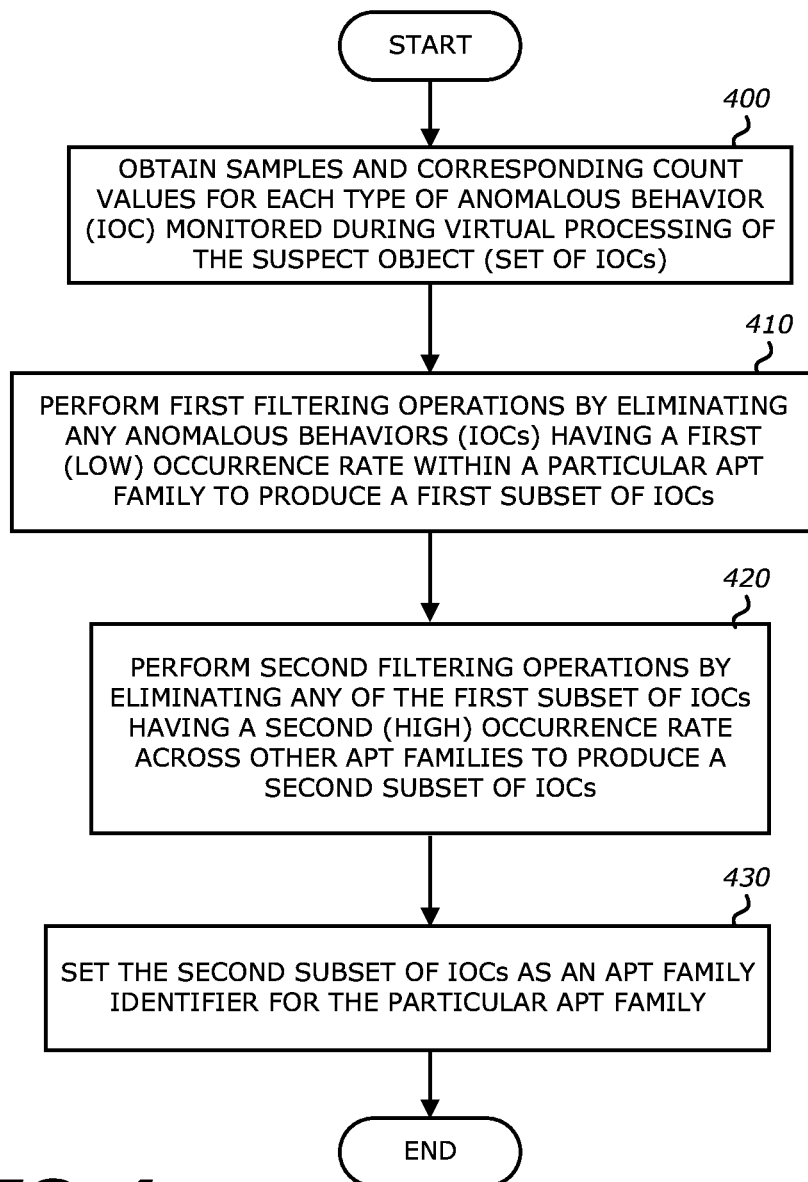 START
400
OBTAIN SAMPLES AND CORRESPONDING COUNT
VALUES FOR EACH TYPE OF ANOMALOUS BEHAVIOR
(IOC) MONITORED DURING VIRTUAL PROCESSING OF
THE SUSPECT OBJECT (SET OF IOCs)
410
PERFORM FIRST FILTERING OPERATIONS BY ELIMINATING
ANY ANOMALOUS BEHAVIORS (IOCs) HAVING A FIRST
(LOW) OCCURRENCE RATE WITHIN A PARTICULAR APT
FAMILY TO PRODUCE A FIRST SUBSET OF IOCs
420
PERFORM SECOND FILTERING OPERATIONS BY
ELIMINATING ANY OF THE FIRST SUBSET OF IOCs
HAVING A SECOND (HIGH) OCCURRENCE RATE
ACROSS OTHER APT FAMILIES TO PRODUCE A
SECOND SUBSET OF IOCs
430
SET THE SECOND SUBSET OF IOCs AS AN APT FAMILY
IDENTIFIER FOR THE PARTICULAR APT FAMILY
END